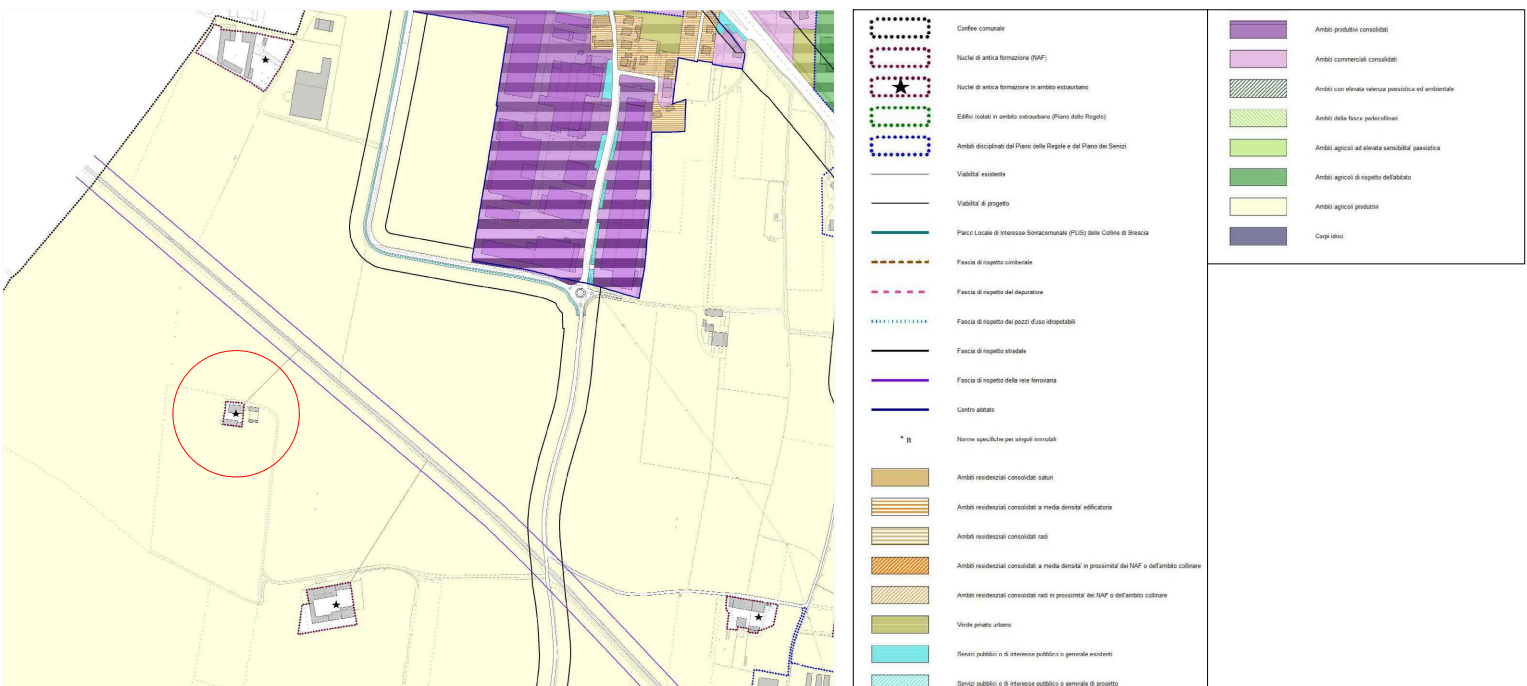 Confine comunale
Nuclei di antica formazione (NAF)
Nuclei di antica formazione in ambito extraurbano
Edifici isolati in ambito extraurbano (Piano delle Regole)
Ambiti disciplinati dal Piano delle Regole e dal Piano dei Servizi
Viabilita' esistente
Viabilita' di progetto
Parco Locale di Interesse Sovracomunale (PLIS) delle Colline di Brescia
Fascia di rispetto cimiteriale
Fascia di rispetto del depuratore
Fascia di rispetto dei pozzi d'uso idropotabili
Fascia di rispetto stradale
Fascia di rispetto della rete ferroviaria
Centro abitato
* n Norme specifiche per singoli immobili
Ambiti residenziali consolidati saturi
Ambiti residenziali consolidati a media densita' edificatoria
Ambiti residenziali consolidati radi
Ambiti residenziali consolidati a media densita' in prossimita' dei NAF o dell'ambito collinare
Ambiti residenziali consolidati radi in prossimita' dei NAF o dell'ambito collinare
Verde privato urbano
Servizi pubblici o di interesse pubblico o generale esistenti
Servizi pubblici o di interesse pubblico o generale di progetto
Ambiti produttivi consolidati
Ambiti commerciali consolidati
Ambiti con elevata valenza paesistica ed ambientale
Ambiti della fascia pedecollinari
Ambiti agricoli ad elevata sensibilita' paesistica
Ambiti agricoli di rispetto dell'abitato
Ambiti agricoli produttivi
Corpi idrici